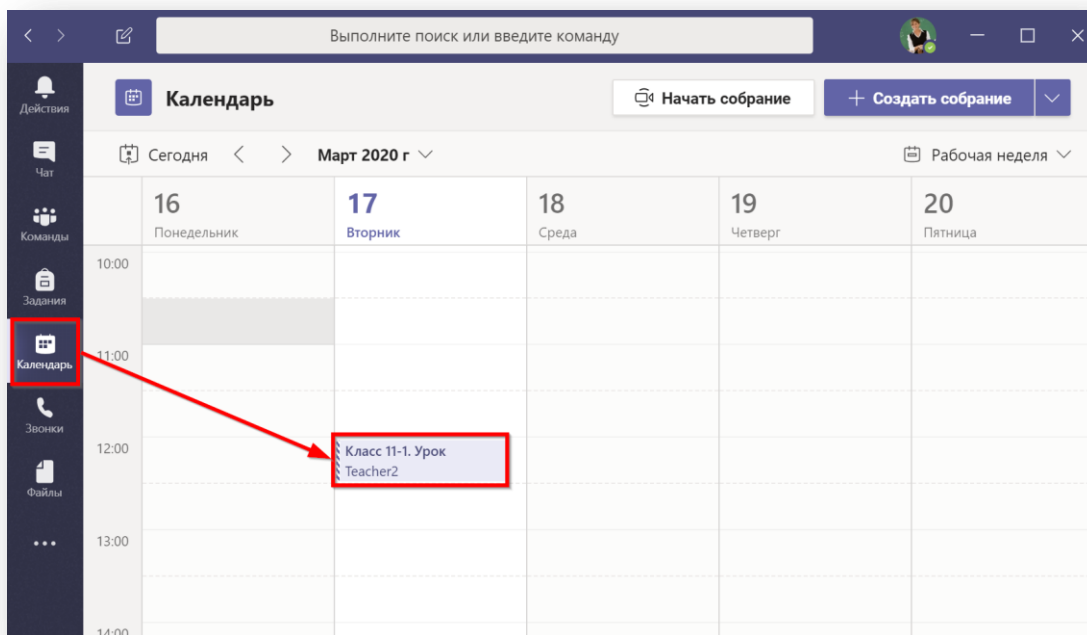 Выполните поиск или введите команду
Действия
Чат
Команды
Задания
Календарь
Звонки
Файлы
Календарь
Начать собрание
+ Создать собрание
Сегодня
Март 2020 г
Рабочая неделя
16
Понедельник
17
Вторник
18
Среда
19
Четверг
20
Пятница
10:00
11:00
12:00
Класс 11-1. Урок
Teacher2
13:00
14:00